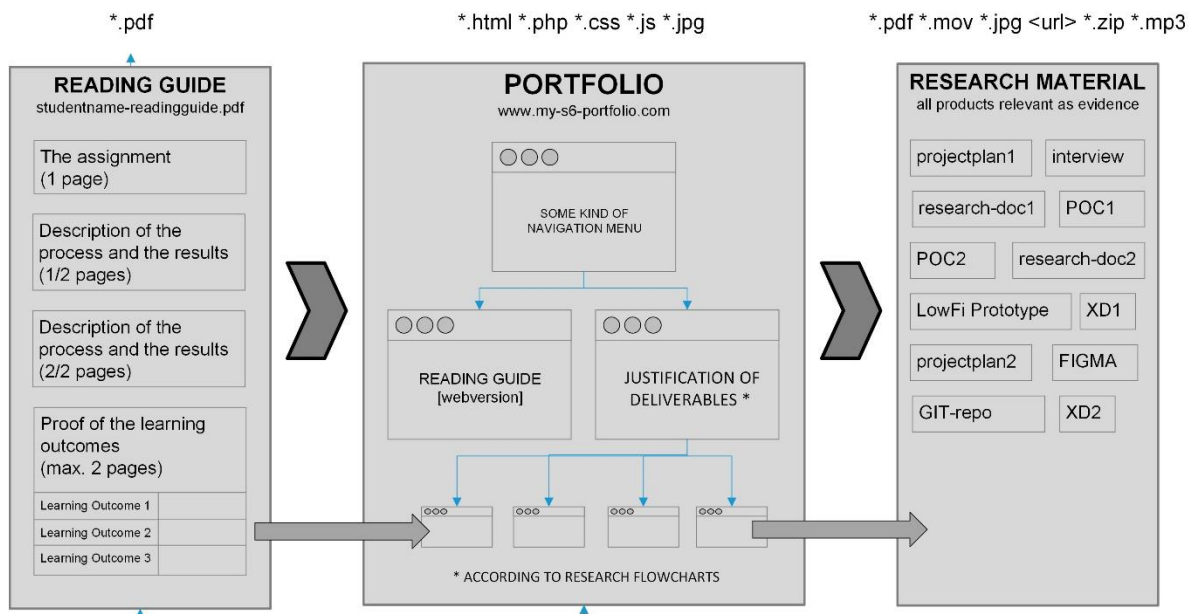 *.pdf
READING GUIDE
studentname-readingguide.pdf
The assignment
(1 page)
Description of the
process and the results
(1/2 pages)
Description of the
process and the results
(2/2 pages)
Proof of the learning
outcomes
(max. 2 pages)
Learning Outcome 1
Learning Outcome 2
Learning Outcome 3
*.html *.php *.css *.js *.jpg
PORTFOLIO
www.my-s6-portfolio.com
SOME KIND OF
NAVIGATION MENU
READING GUIDE
[webversion]
JUSTIFICATION OF
DELIVERABLES *
* ACCORDING TO RESEARCH FLOWCHARTS
*.pdf *.mov *.jpg <url> *.zip *.mp3
RESEARCH MATERIAL
all products relevant as evidence
projectplan1
interview
research-doc1
POC1
POC2
research-doc2
LowFi Prototype
XD1
projectplan2
FIGMA
GIT-repo
XD2